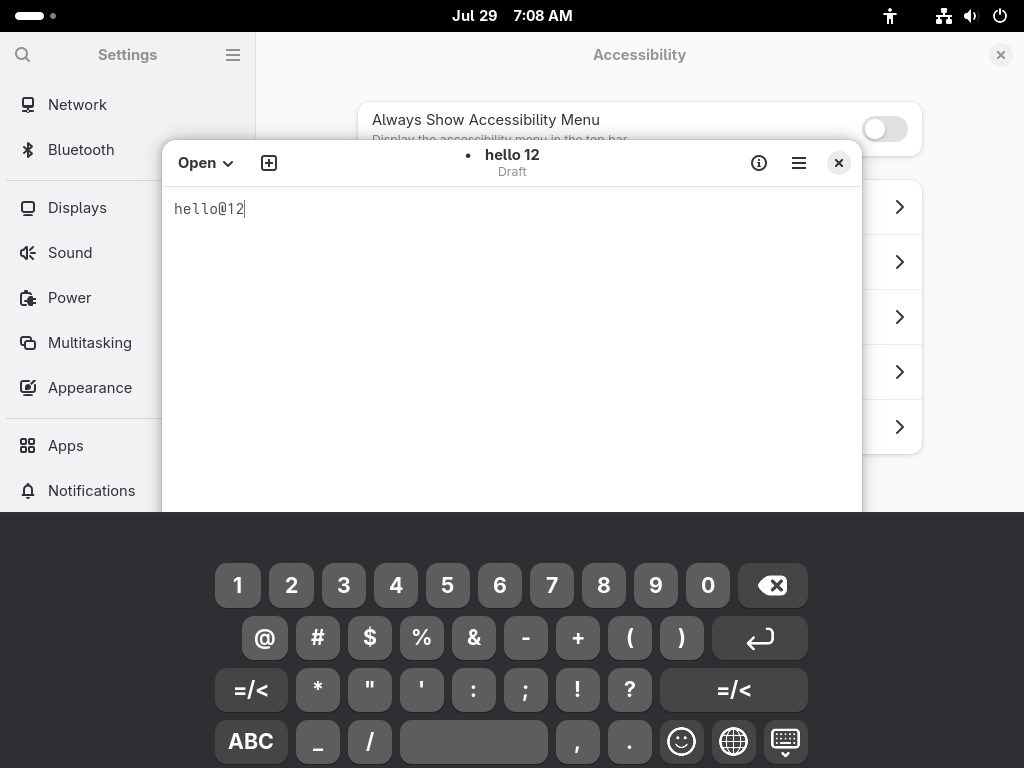 Jul 29 7:08 AM
Settings
Accessibility
Network
Bluetooth
Displays
Sound
Power
Multitasking
Appearance
Apps
Notifications
Always Show Accessibility Menu
Display the accessibility menu in the top bar
Open
• hello 12
Draft
hello@12
1 2 3 4 5 6 7 8 9 0
@ # $ % & - + ( )
=/< * " ' : ; ! ? =/<
ABC _ / , .